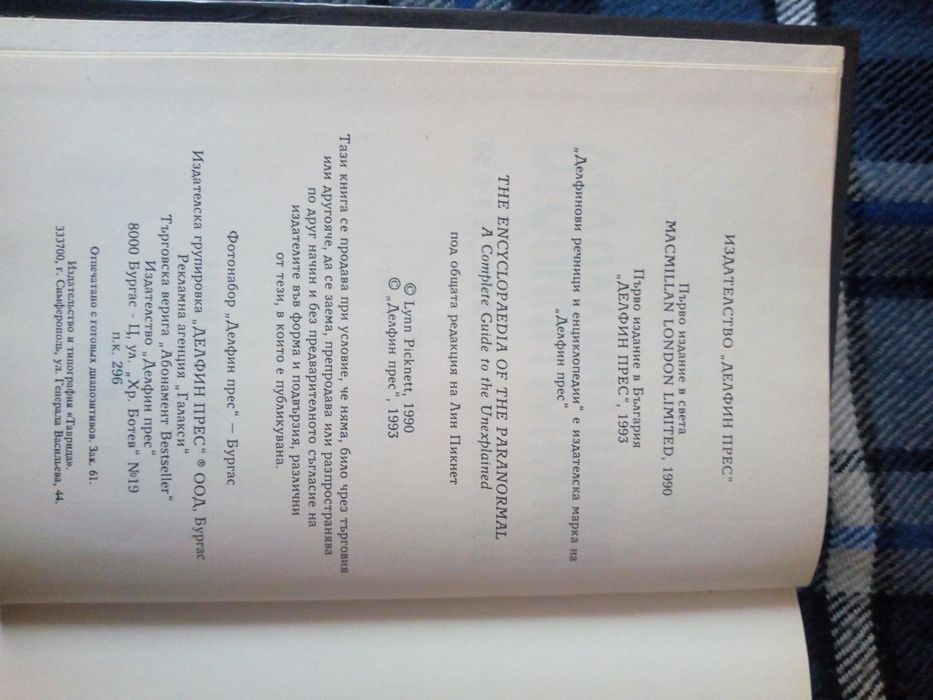 ИЗДАТЕЛСТВО „ДЕЛФИН ПРЕС“
Първо издание в света
MACMILLAN LONDON LIMITED, 1990
Първо издание в България
„ДЕЛФИН ПРЕС“, 1993
„Делфинови речници и енциклопедии“ е издателска марка на
„Делфин прес“
THE ENCYCLOPAEDIA OF THE PARANORMAL
A Complete Guide to the Unexplained
под общата редакция на Лин Пикнет
© Lynn Picknett, 1990
© „Делфин прес“, 1993
Тази книга се продава при условие, че няма, било чрез търговия
или другояче, да се заема, препродава или разпространява
по друг начин и без предварителното съгласие на
издателите във форма и подвързия, различни
от тези, в които е публикувана.
Фотонабор „Делфин прес“ — Бургас
Издателска групировка „ДЕЛФИН ПРЕС“ ® ООД, Бургас
Рекламна агенция „Галакси“
Търговска верига „Абонамент Bestseller“
Издателство „Делфин прес“
8000 Бургас - Ц, ул. „Хр. Ботев“ №19
п.к. 296
Отпечатано с готовых диапозитивов. Зак. 61.
Издательство и типография «Таврида».
333700, г. Симферополь, ул. Генерала Васильева, 44.